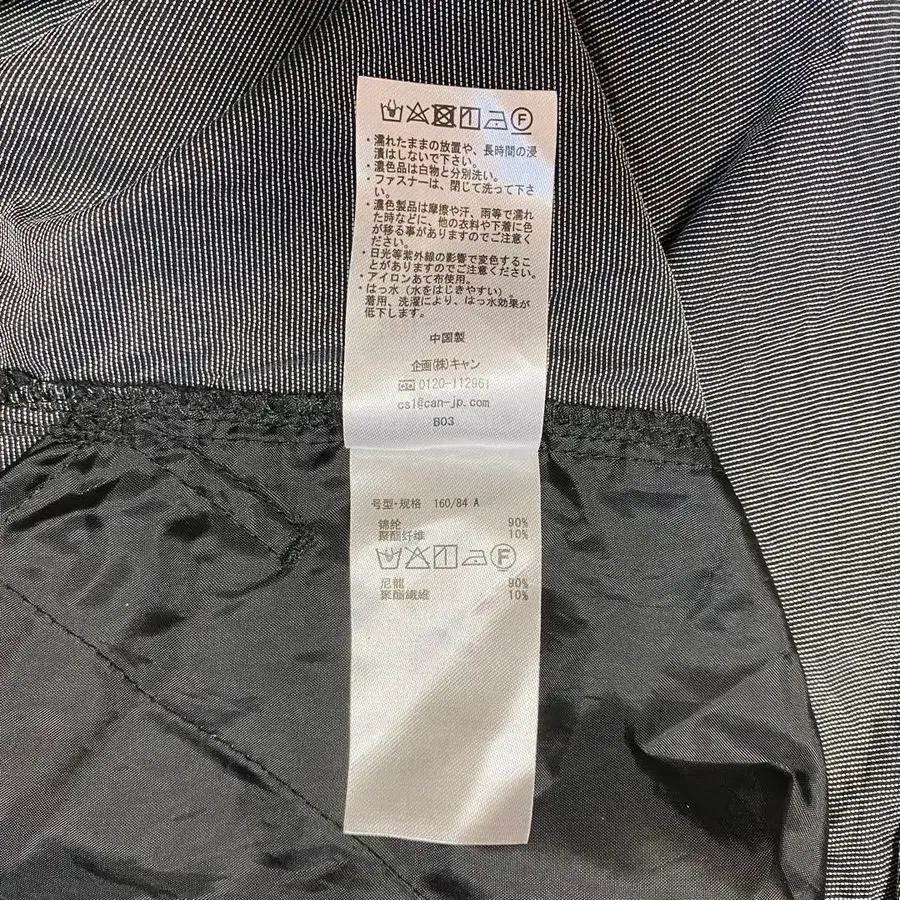 ・濡れたままの放置や、長時間の浸
漬はしないで下さい。
・濃色品は白物と分別洗い。
・ファスナーは、閉じて洗って下さ
い。
・濃色製品は摩擦や汗、雨等で濡れ
た時などに、他の衣料や下着に色
が移る事がありますのでご注意く
ださい。
・日光等紫外線の影響で変色するこ
とがありますのでご注意ください。
・アイロンあて布使用。
・はっ水（水をはじきやすい）。
着用、洗濯により、はっ水効果が
低下します。
中国製
企画(株)キャン
0120-112961
cs1@can-jp.com
B03
号型・规格 160/84 A
锦纶 90%
聚酯纤维 10%
F
尼龍 90%
聚酯纖維 10%